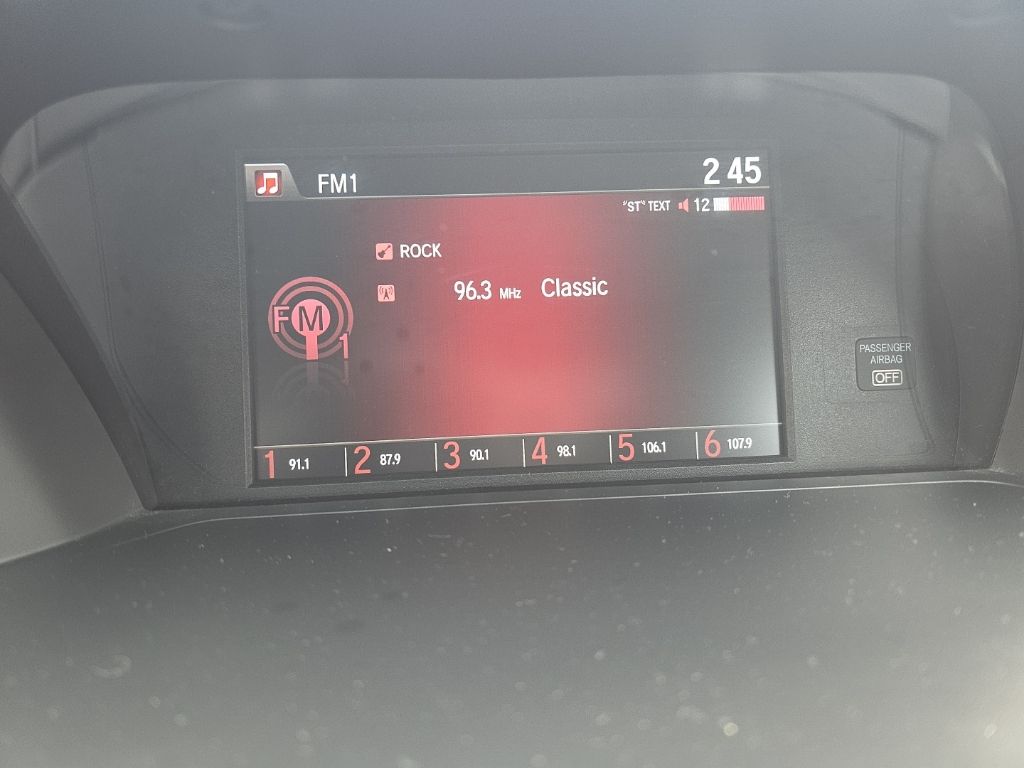 FM1
2 45
"ST" TEXT 12
ROCK
96.3 MHz Classic
FM
1
PASSENGER
AIRBAG
OFF
1 91.1 2 87.9 3 90.1 4 98.1 5 106.1 6 107.9